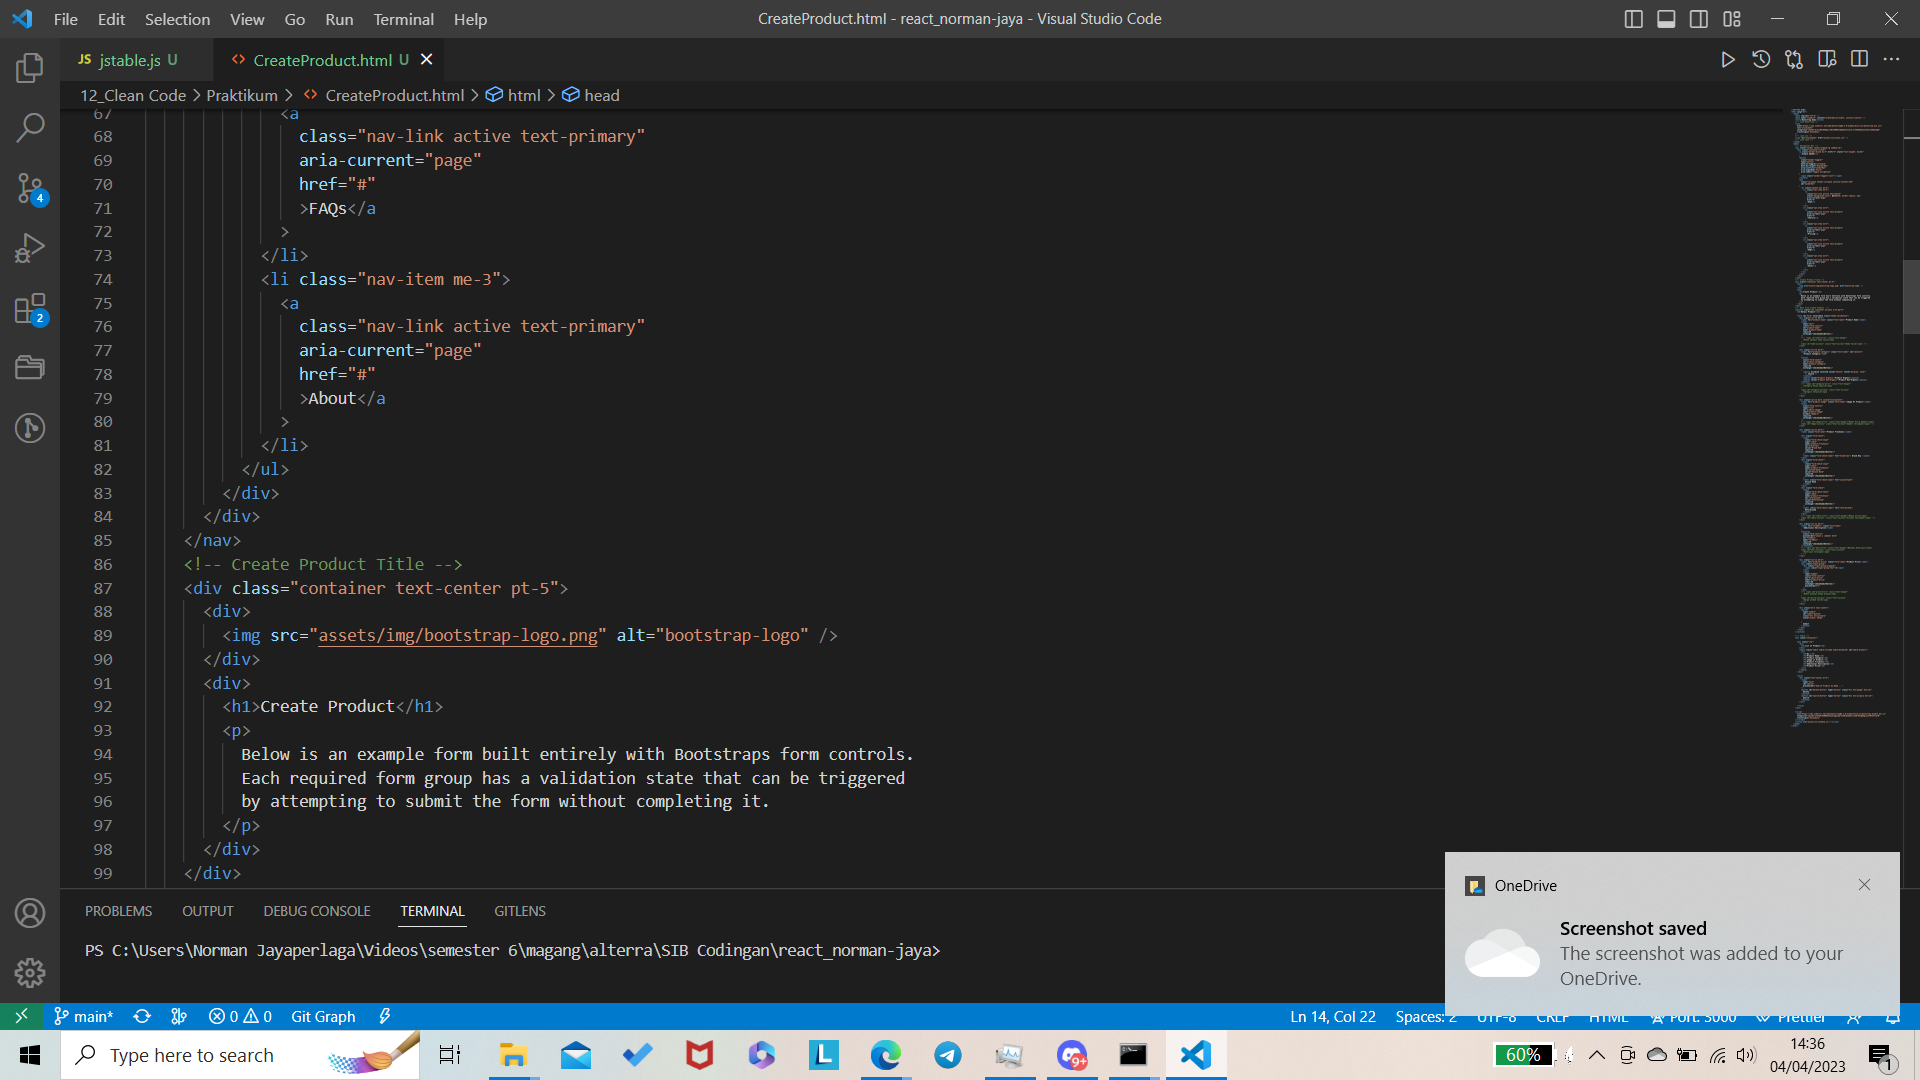 File Edit Selection View Go Run Terminal Help
CreateProduct.html - react_norman-jaya - Visual Studio Code
JS jstable.js U
CreateProduct.html U
12_Clean Code > Praktikum > CreateProduct.html > html > head
67 <a
68 class="nav-link active text-primary"
69 aria-current="page"
70 href="#"
71 >FAQs</a
72 >
73 </li>
74 <li class="nav-item me-3">
75 <a
76 class="nav-link active text-primary"
77 aria-current="page"
78 href="#"
79 >About</a
80 >
81 </li>
82 </ul>
83 </div>
84 </div>
85 </nav>
86 <!-- Create Product Title -->
87 <div class="container text-center pt-5">
88 <div>
89 <img src="assets/img/bootstrap-logo.png" alt="bootstrap-logo" />
90 </div>
91 <div>
92 <h1>Create Product</h1>
93 <p>
94 Below is an example form built entirely with Bootstraps form controls.
95 Each required form group has a validation state that can be triggered
96 by attempting to submit the form without completing it.
97 </p>
98 </div>
99 </div>
4
2
PROBLEMS OUTPUT DEBUG CONSOLE TERMINAL GITLENS
PS C:\Users\Norman Jayaperlaga\Videos\semester 6\magang\alterra\SIB Codingan\react_norman-jaya>
OneDrive
Screenshot saved
The screenshot was added to your
OneDrive.
main* 0 0 Git Graph
Ln 14, Col 22 Spaces: 2 UTF-8 CRLF HTML Port: 3000 Prettier
Type here to search
L
9+
60%
14:36
04/04/2023
1